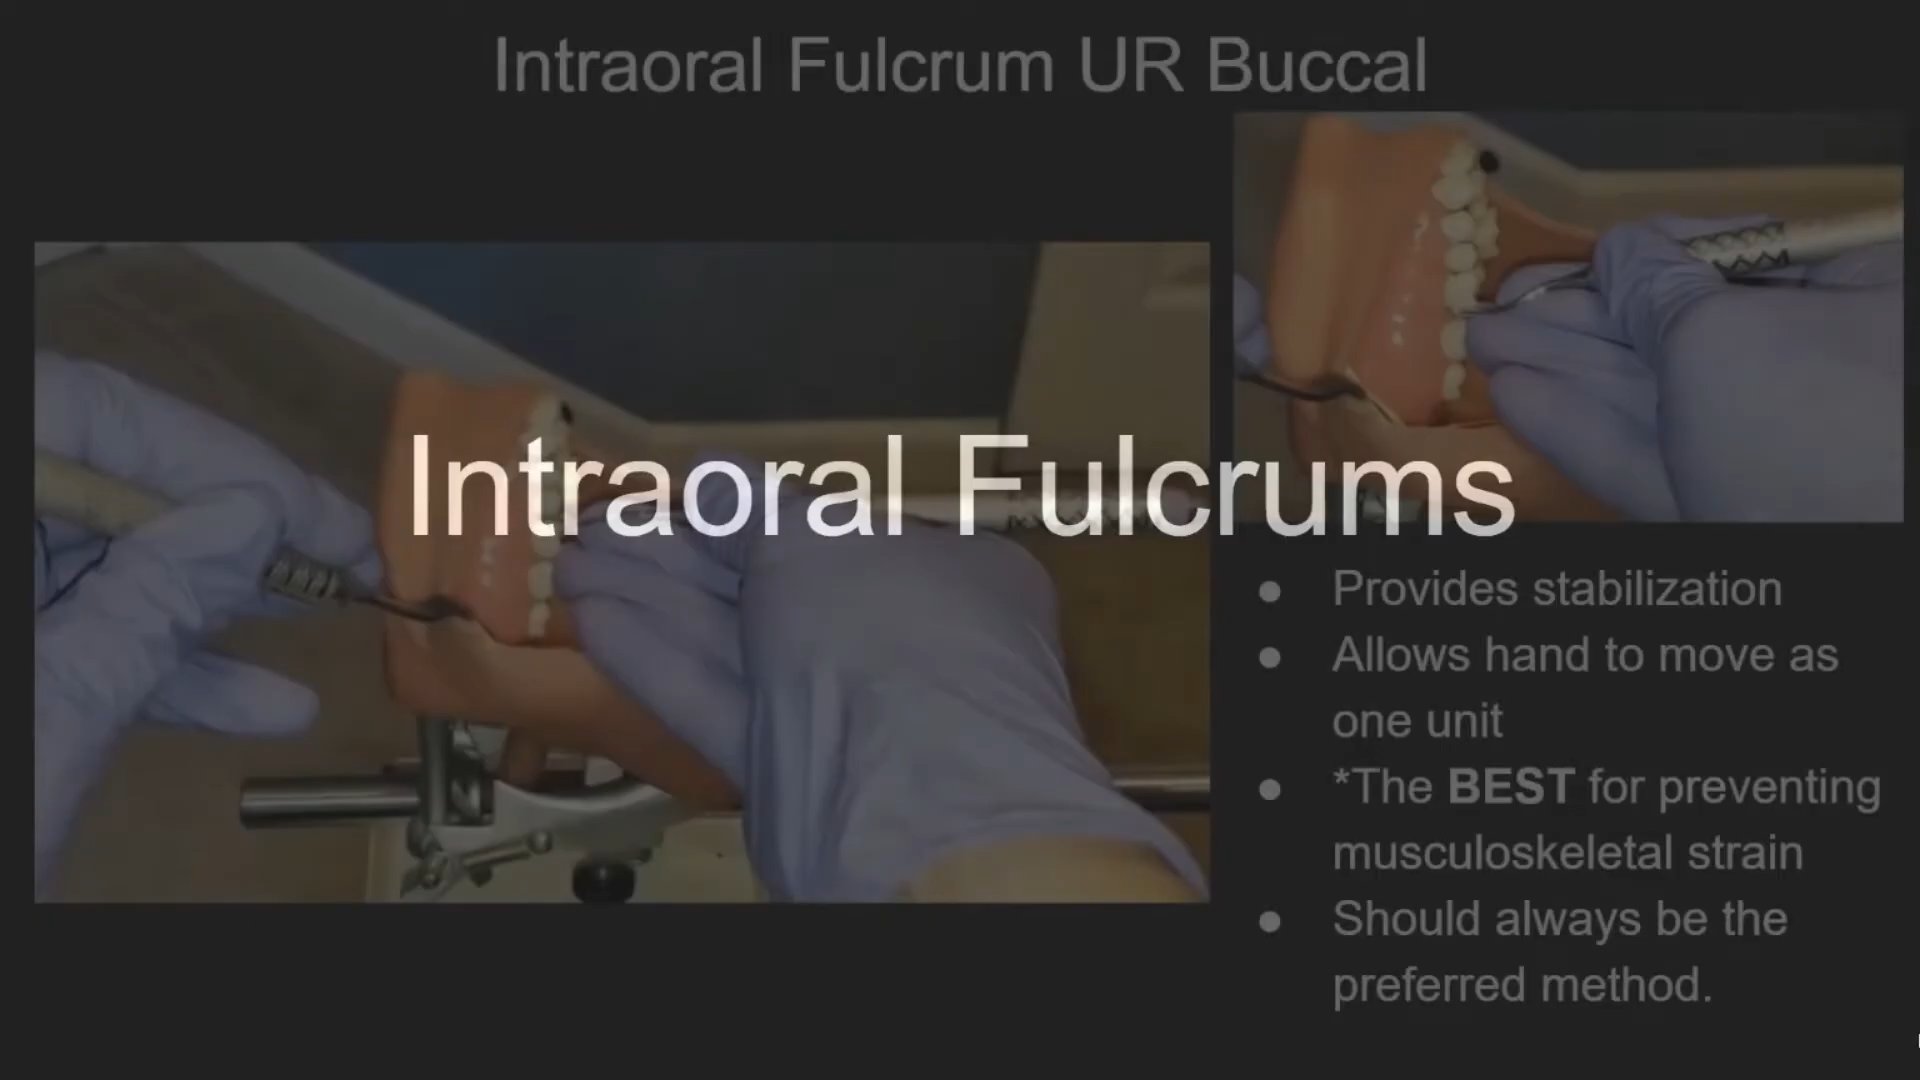 Intraoral Fulcrum UR Buccal
Intraoral Fulcrums
● Provides stabilization
● Allows hand to move as
one unit
● *The BEST for preventing
musculoskeletal strain
● Should always be the
preferred method.